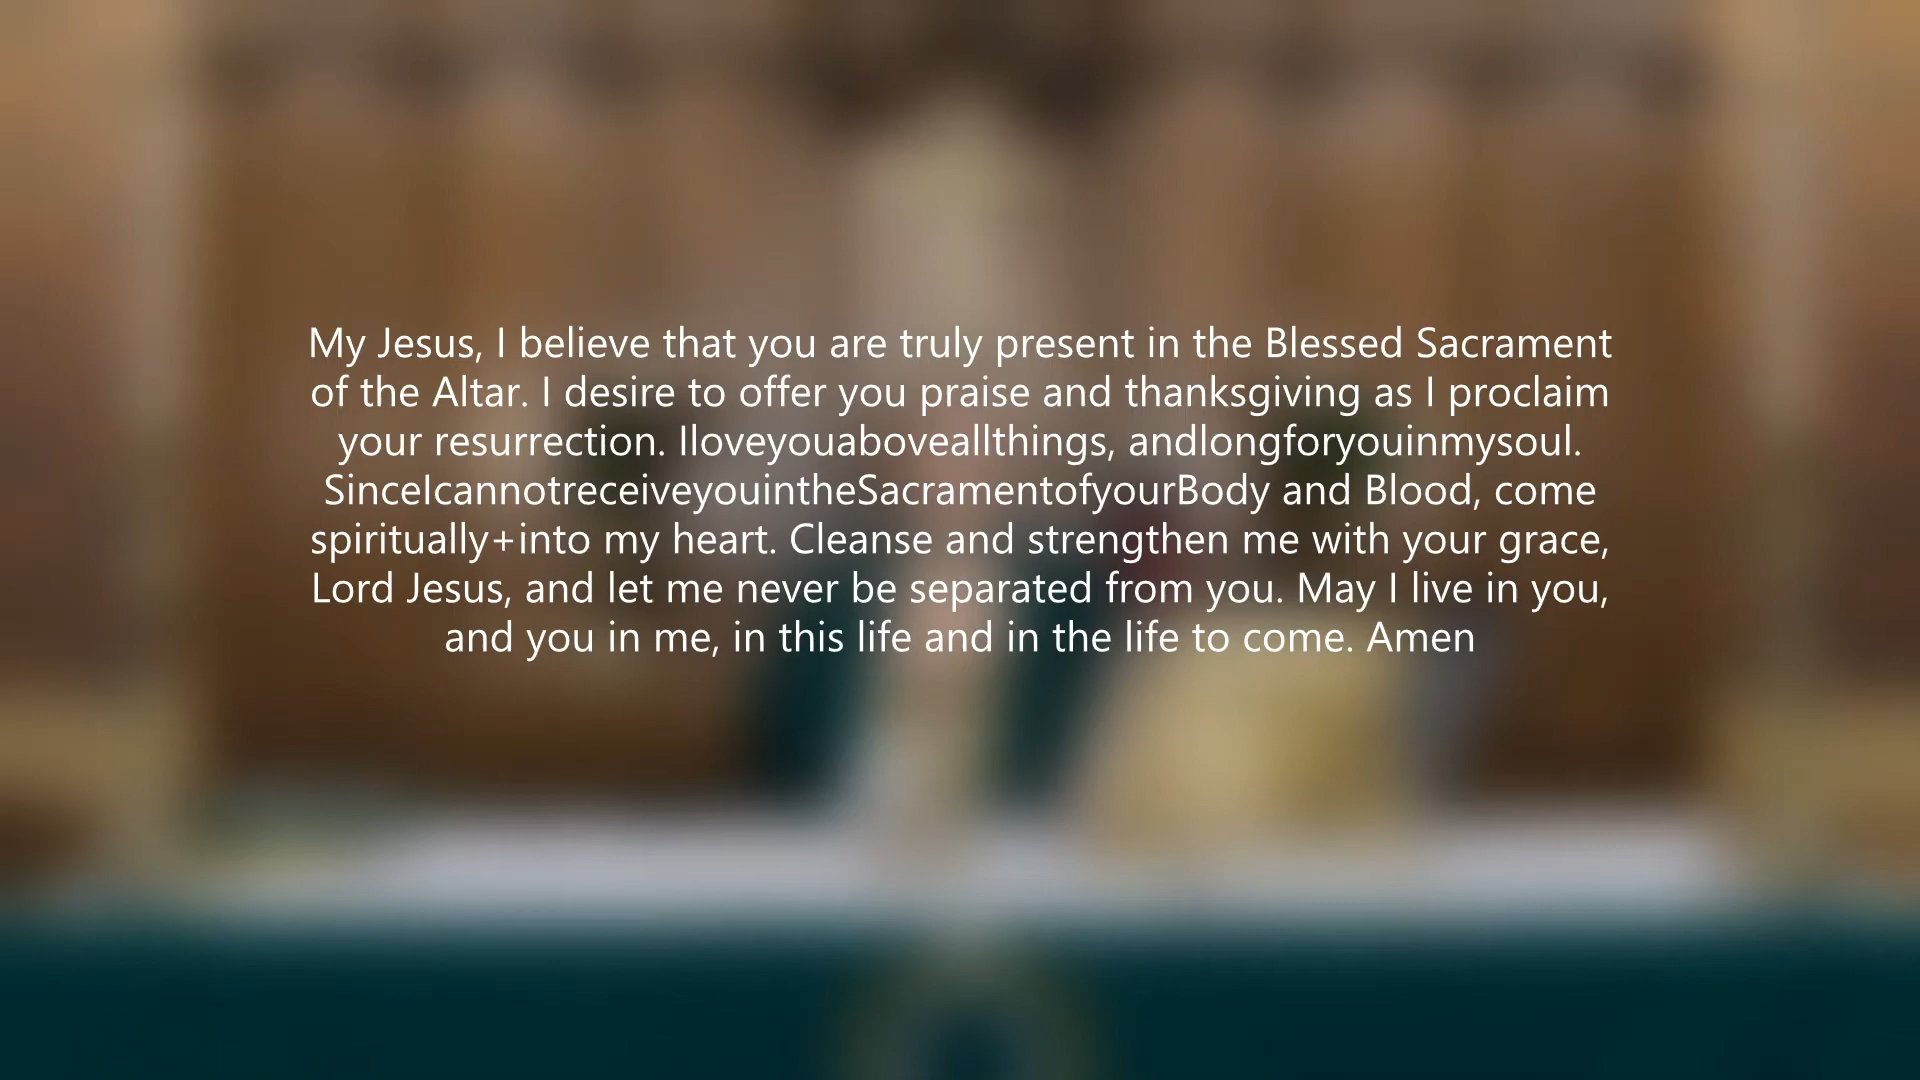 My Jesus, I believe that you are truly present in the Blessed Sacrament
of the Altar. I desire to offer you praise and thanksgiving as I proclaim
your resurrection. Iloveyouaboveallthings, andlongforyouinmysoul.
SinceIcannotreceiveyouintheSacramentofyourBody and Blood, come
spiritually+into my heart. Cleanse and strengthen me with your grace,
Lord Jesus, and let me never be separated from you. May I live in you,
and you in me, in this life and in the life to come. Amen